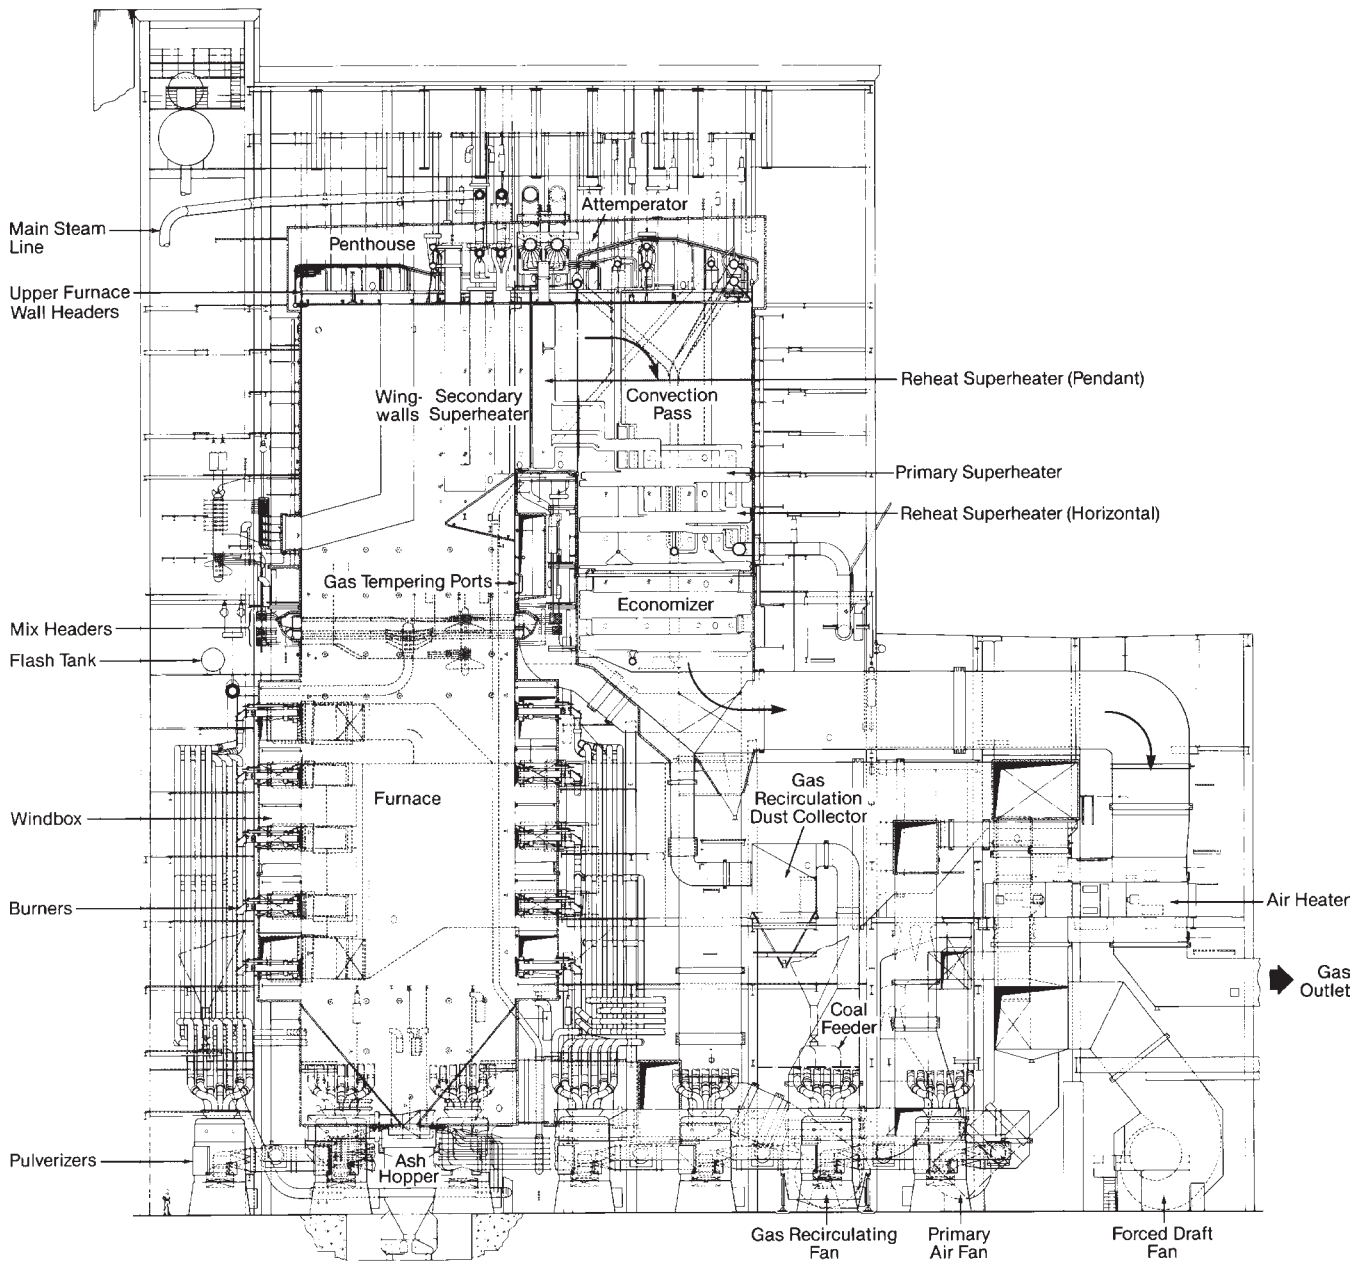 Attemperator
Main Steam
Line
Penthouse
Upper Furnace
Wall Headers
Reheat Superheater (Pendant)
Wing-
walls
Secondary
Superheater
Convection
Pass
Primary Superheater
Reheat Superheater (Horizontal)
Gas Tempering Ports
Economizer
Mix Headers
Flash Tank
Gas
Recirculation
Dust Collector
Furnace
Windbox
Burners
Air Heater
Gas
Outlet
Coal
Feeder
Pulverizers
Ash
Hopper
Gas Recirculating
Fan
Primary
Air Fan
Forced Draft
Fan